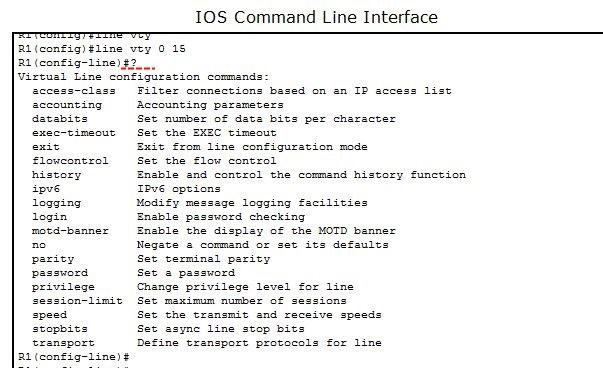 IOS Command Line Interface
R1(config)#line vty
R1(config)#line vty 0 15
R1(config-line)#?
Virtual Line configuration commands:
access-class Filter connections based on an IP access list
accounting Accounting parameters
databits Set number of data bits per character
exec-timeout Set the EXEC timeout
exit Exit from line configuration mode
flowcontrol Set the flow control
history Enable and control the command history function
ipv6 IPv6 options
logging Modify message logging facilities
login Enable password checking
motd-banner Enable the display of the MOTD banner
no Negate a command or set its defaults
parity Set terminal parity
password Set a password
privilege Change privilege level for line
session-limit Set maximum number of sessions
speed Set the transmit and receive speeds
stopbits Set async line stop bits
transport Define transport protocols for line
R1(config-line)#